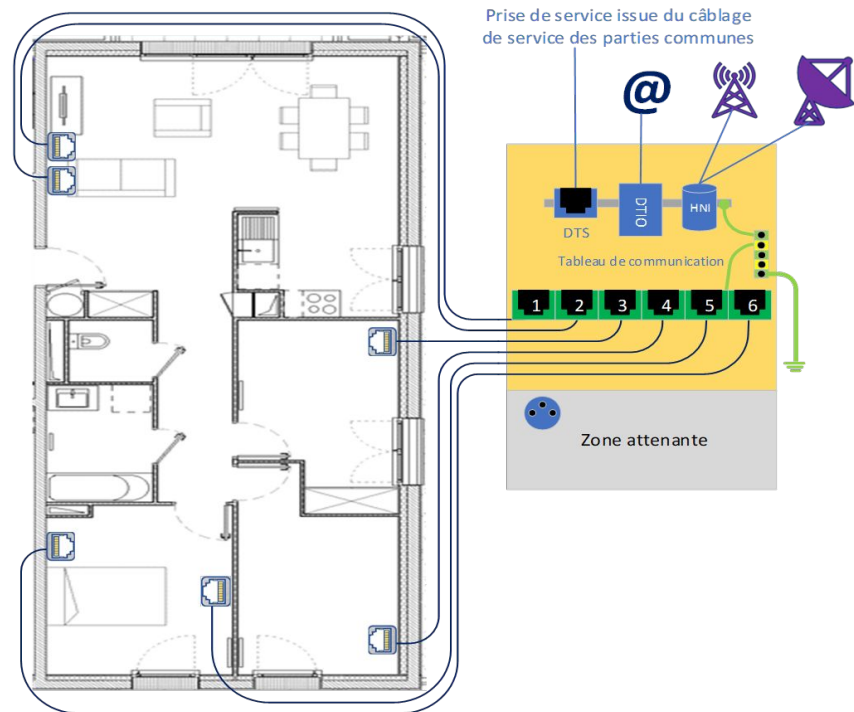 Prise de service issue du câblage
de service des parties communes
@
DTS
DTIO
HNI
Tableau de communication
1 2 3 4 5 6
Zone attenante